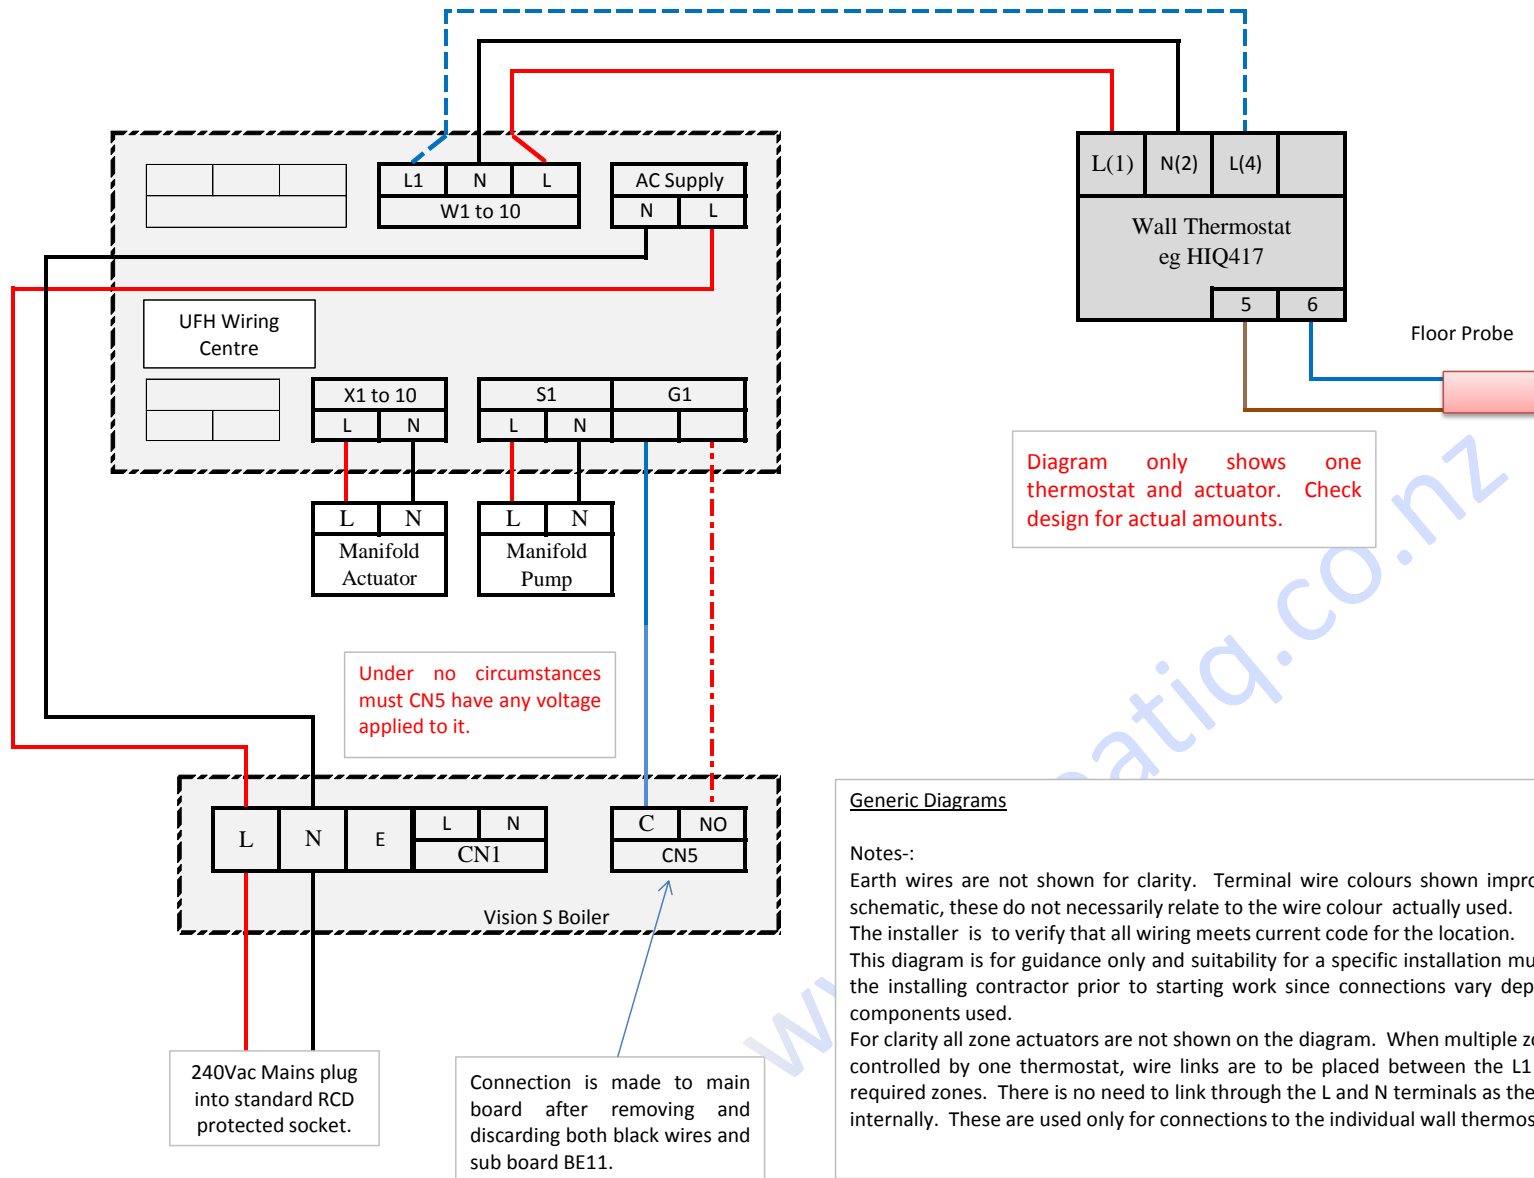 L1 N L
W1 to 10
AC Supply
N L
L(1) N(2) L(4)
Wall Thermostat
eg HIQ417
5 6
Floor Probe
UFH Wiring
Centre
X1 to 10
L N
S1 G1
L N
L N
Manifold
Actuator
L N
Manifold
Pump
Diagram only shows one
thermostat and actuator. Check
design for actual amounts.
Under no circumstances
must CN5 have any voltage
applied to it.
L N E
L N
CN1
C NO
CN5
Vision S Boiler
240Vac Mains plug
into standard RCD
protected socket.
Connection is made to main
board after removing and
discarding both black wires and
sub board BE11.
Generic Diagrams
Notes-:
Earth wires are not shown for clarity. Terminal wire colours shown impro
schematic, these do not necessarily relate to the wire colour actually used.
The installer is to verify that all wiring meets current code for the location.
This diagram is for guidance only and suitability for a specific installation mu
the installing contractor prior to starting work since connections vary dep
components used.
For clarity all zone actuators are not shown on the diagram. When multiple zo
controlled by one thermostat, wire links are to be placed between the L1
required zones. There is no need to link through the L and N terminals as the
internally. These are used only for connections to the individual wall thermos
atiq.co.nz